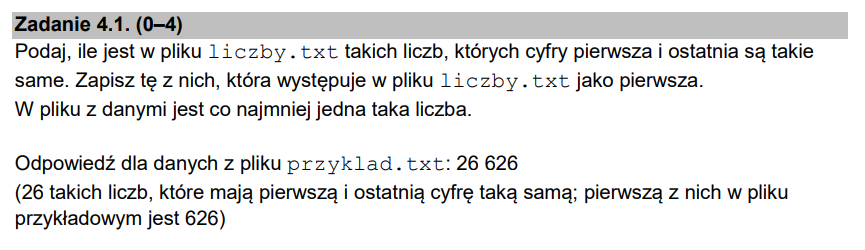 Zadanie 4.1. (0–4)
Podaj, ile jest w pliku liczby.txt takich liczb, których cyfry pierwsza i ostatnia są takie
same. Zapisz tę z nich, która występuje w pliku liczby.txt jako pierwsza.
W pliku z danymi jest co najmniej jedna taka liczba.
Odpowiedź dla danych z pliku przyklad.txt: 26 626
(26 takich liczb, które mają pierwszą i ostatnią cyfrę taką samą; pierwszą z nich w pliku
przykładowym jest 626)